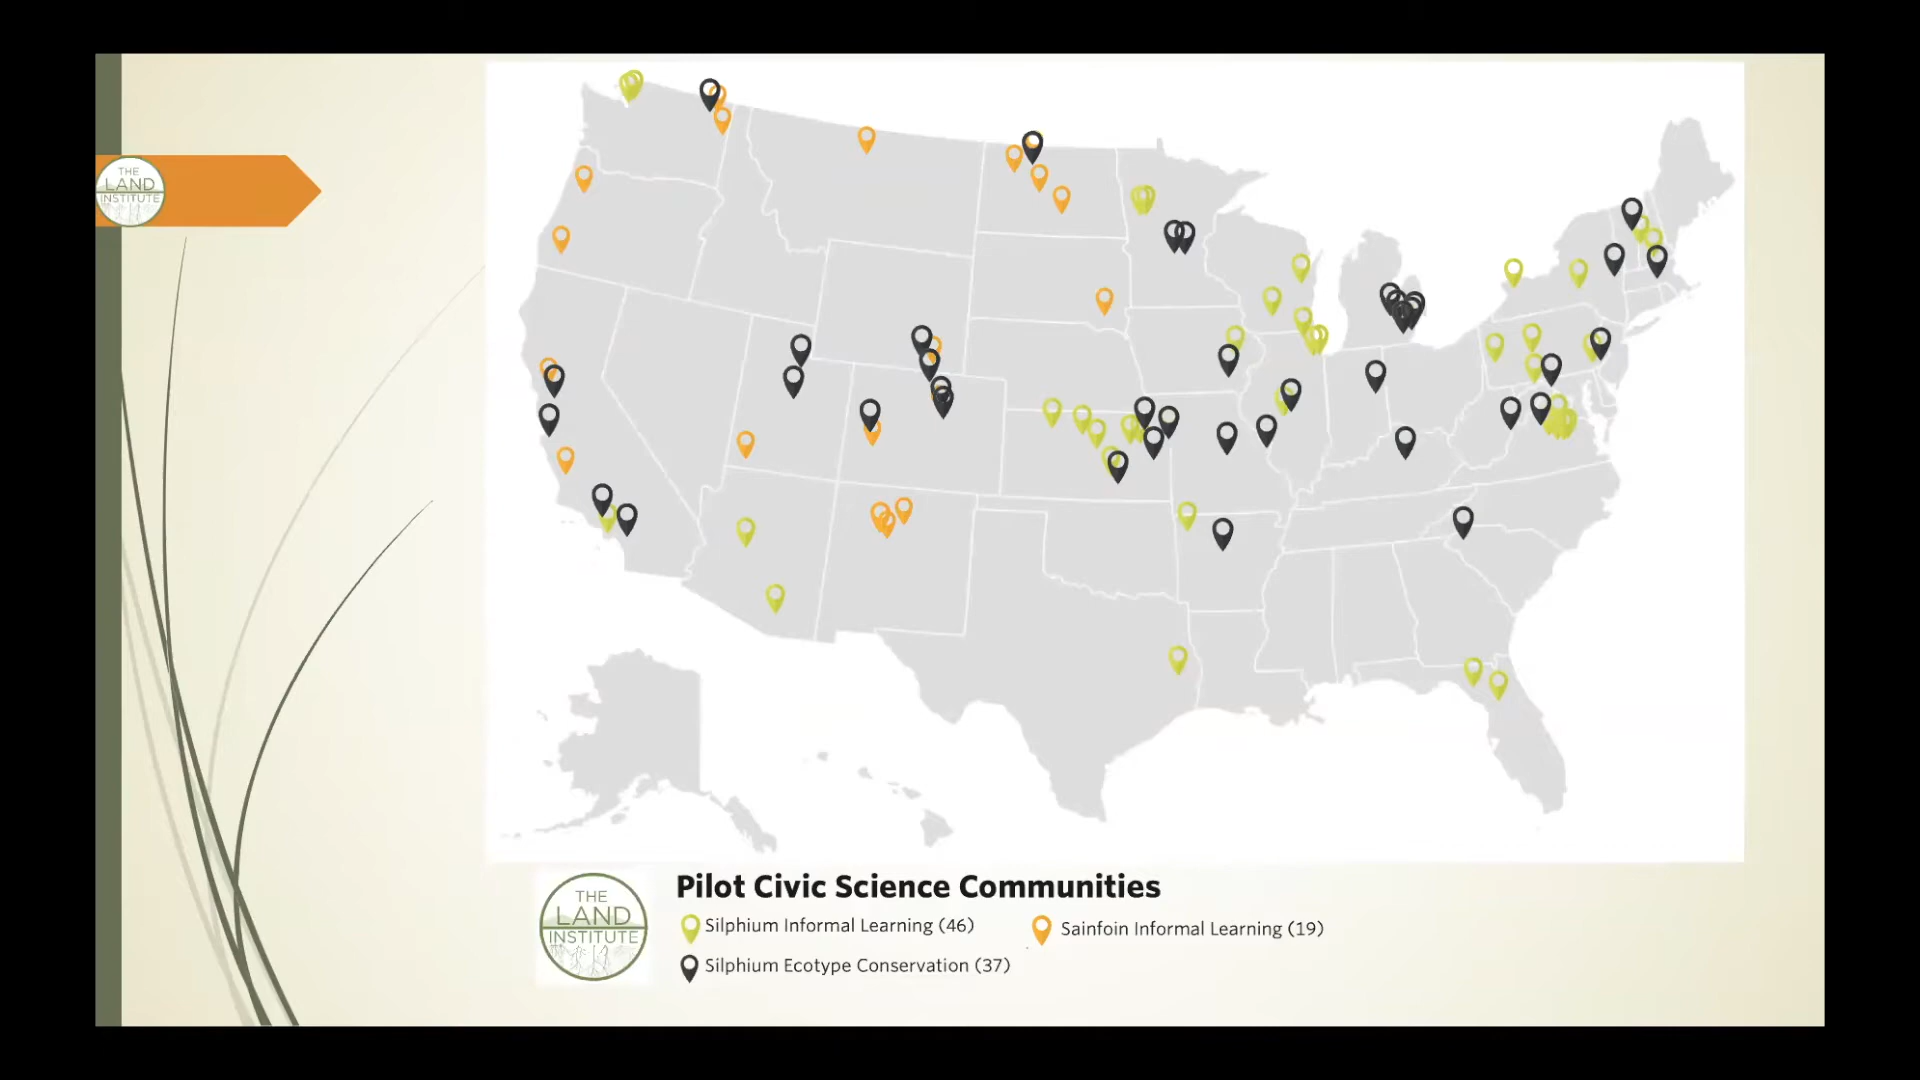 THE
LAND
INSTITUTE
THE
LAND
INSTITUTE
Pilot Civic Science Communities
Silphium Informal Learning (46)
Sainfoin Informal Learning (19)
Silphium Ecotype Conservation (37)